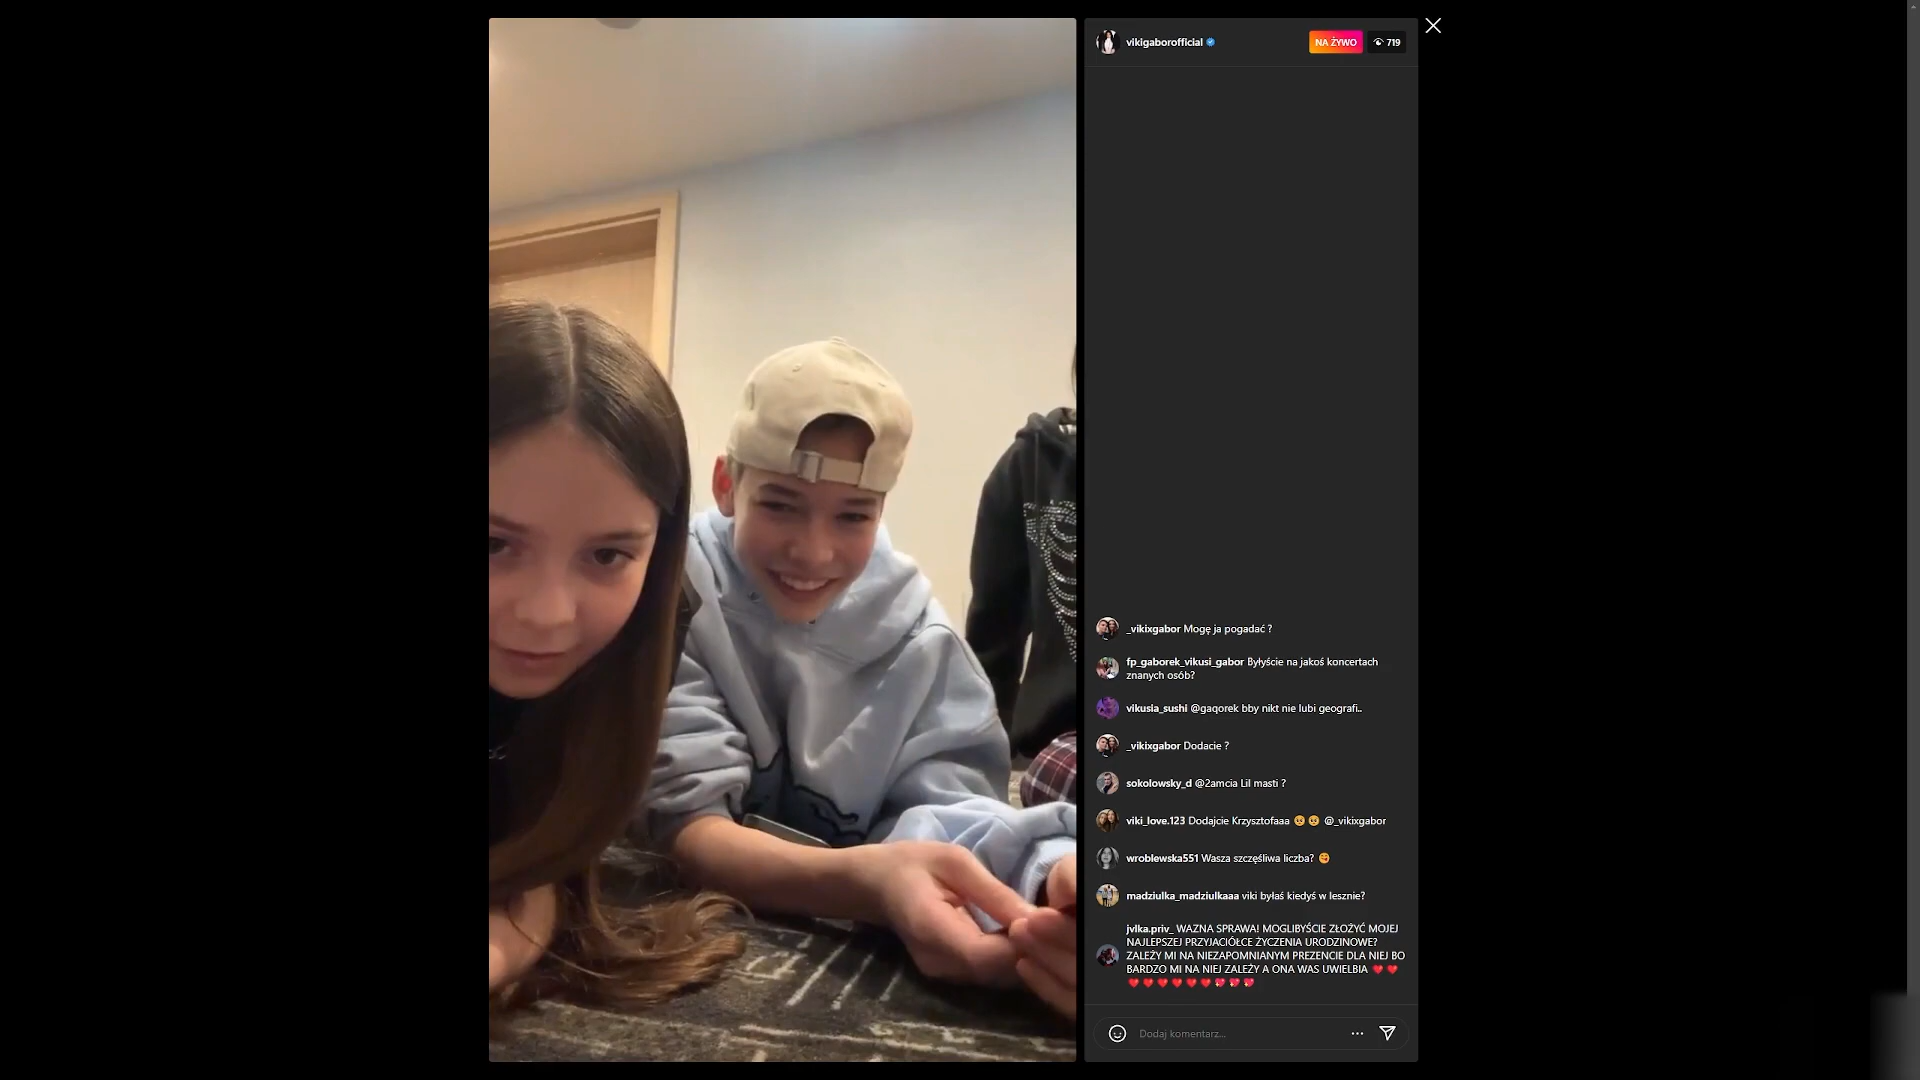 vikigaborofficial
NA ŻYWO
719
_vikixgabor Mogę ja pogadać ?
fp_gaborek_vikusi_gabor Byłyście na jakoś koncertach
znanych osób?
vikusia_sushi @gaqorek bby nikt nie lubi geografi..
_vikixgabor Dodacie ?
sokolowsky_d @2amcia Lil masti ?
viki_love.123 Dodajcie Krzysztofaaa 🥺 🥺 @_vikixgabor
wroblewska551 Wasza szczęśliwa liczba? 😋
madziulka_madziulkaaa viki byłaś kiedyś w lesznie?
jvlka.priv_ WAZNA SPRAWA! MOGLIBYŚCIE ZŁOŻYĆ MOJEJ
NAJLEPSZEJ PRZYJACIÓŁCE ŻYCZENIA URODZINOWE?
ZALEŻY MI NA NIEZAPOMNIANYM PREZENCIE DLA NIEJ BO
BARDZO MI NA NIEJ ZALEŻY A ONA WAS UWIELBIA ❤️ ❤️
❤️ ❤️ ❤️ ❤️ ❤️ ❤️ 💖 💖 💖
Dodaj komentarz...